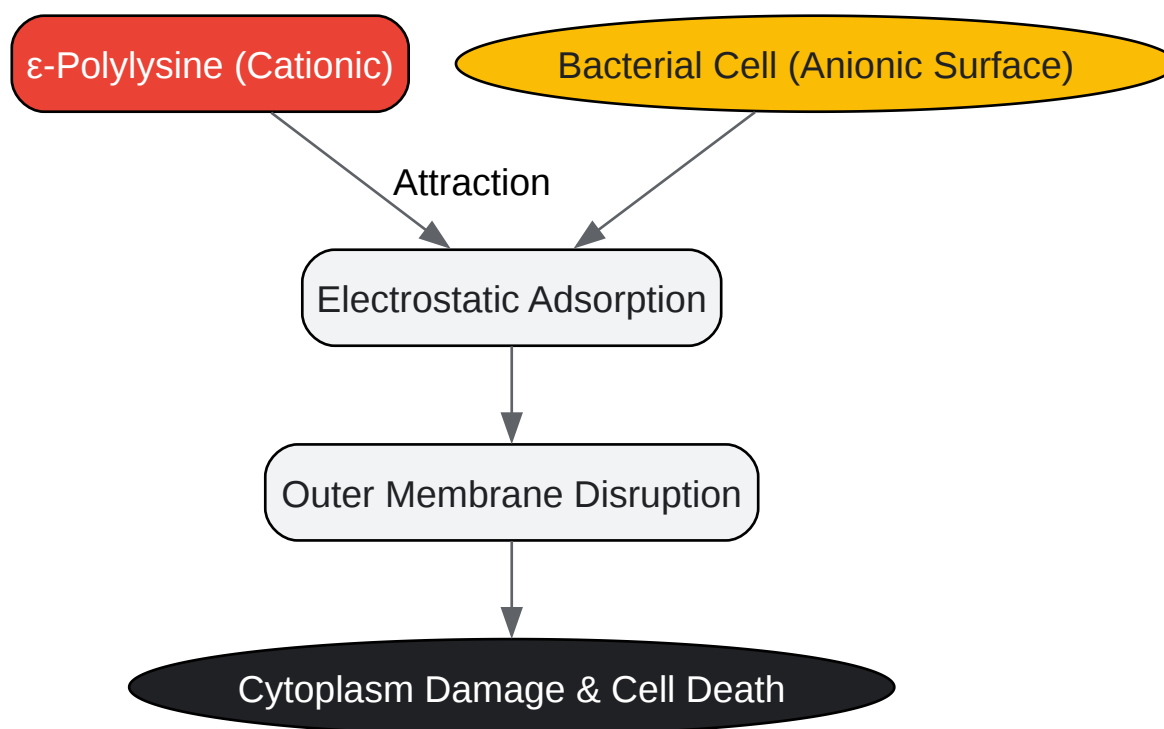 ε-Polylysine (Cationic)
Bacterial Cell (Anionic Surface)
Attraction
Electrostatic Adsorption
Outer Membrane Disruption
Cytoplasm Damage & Cell Death